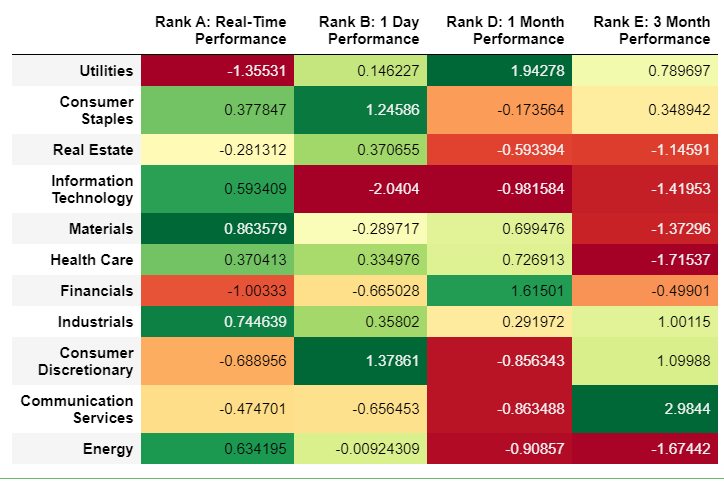 Rank A: Real-Time Performance Rank B: 1 Day Performance Rank D: 1 Month Performance Rank E: 3 Month Performance
Utilities -1.35531 0.146227 1.94278 0.789697
Consumer Staples 0.377847 1.24586 -0.173564 0.348942
Real Estate -0.281312 0.370655 -0.593394 -1.14591
Information Technology 0.593409 -2.0404 -0.981584 -1.41953
Materials 0.863579 -0.289717 0.699476 -1.37296
Health Care 0.370413 0.334976 0.726913 -1.71537
Financials -1.00333 -0.665028 1.61501 -0.49901
Industrials 0.744639 0.35802 0.291972 1.00115
Consumer Discretionary -0.688956 1.37861 -0.856343 1.09988
Communication Services -0.474701 -0.656453 -0.863488 2.9844
Energy 0.634195 -0.00924309 -0.90857 -1.67442